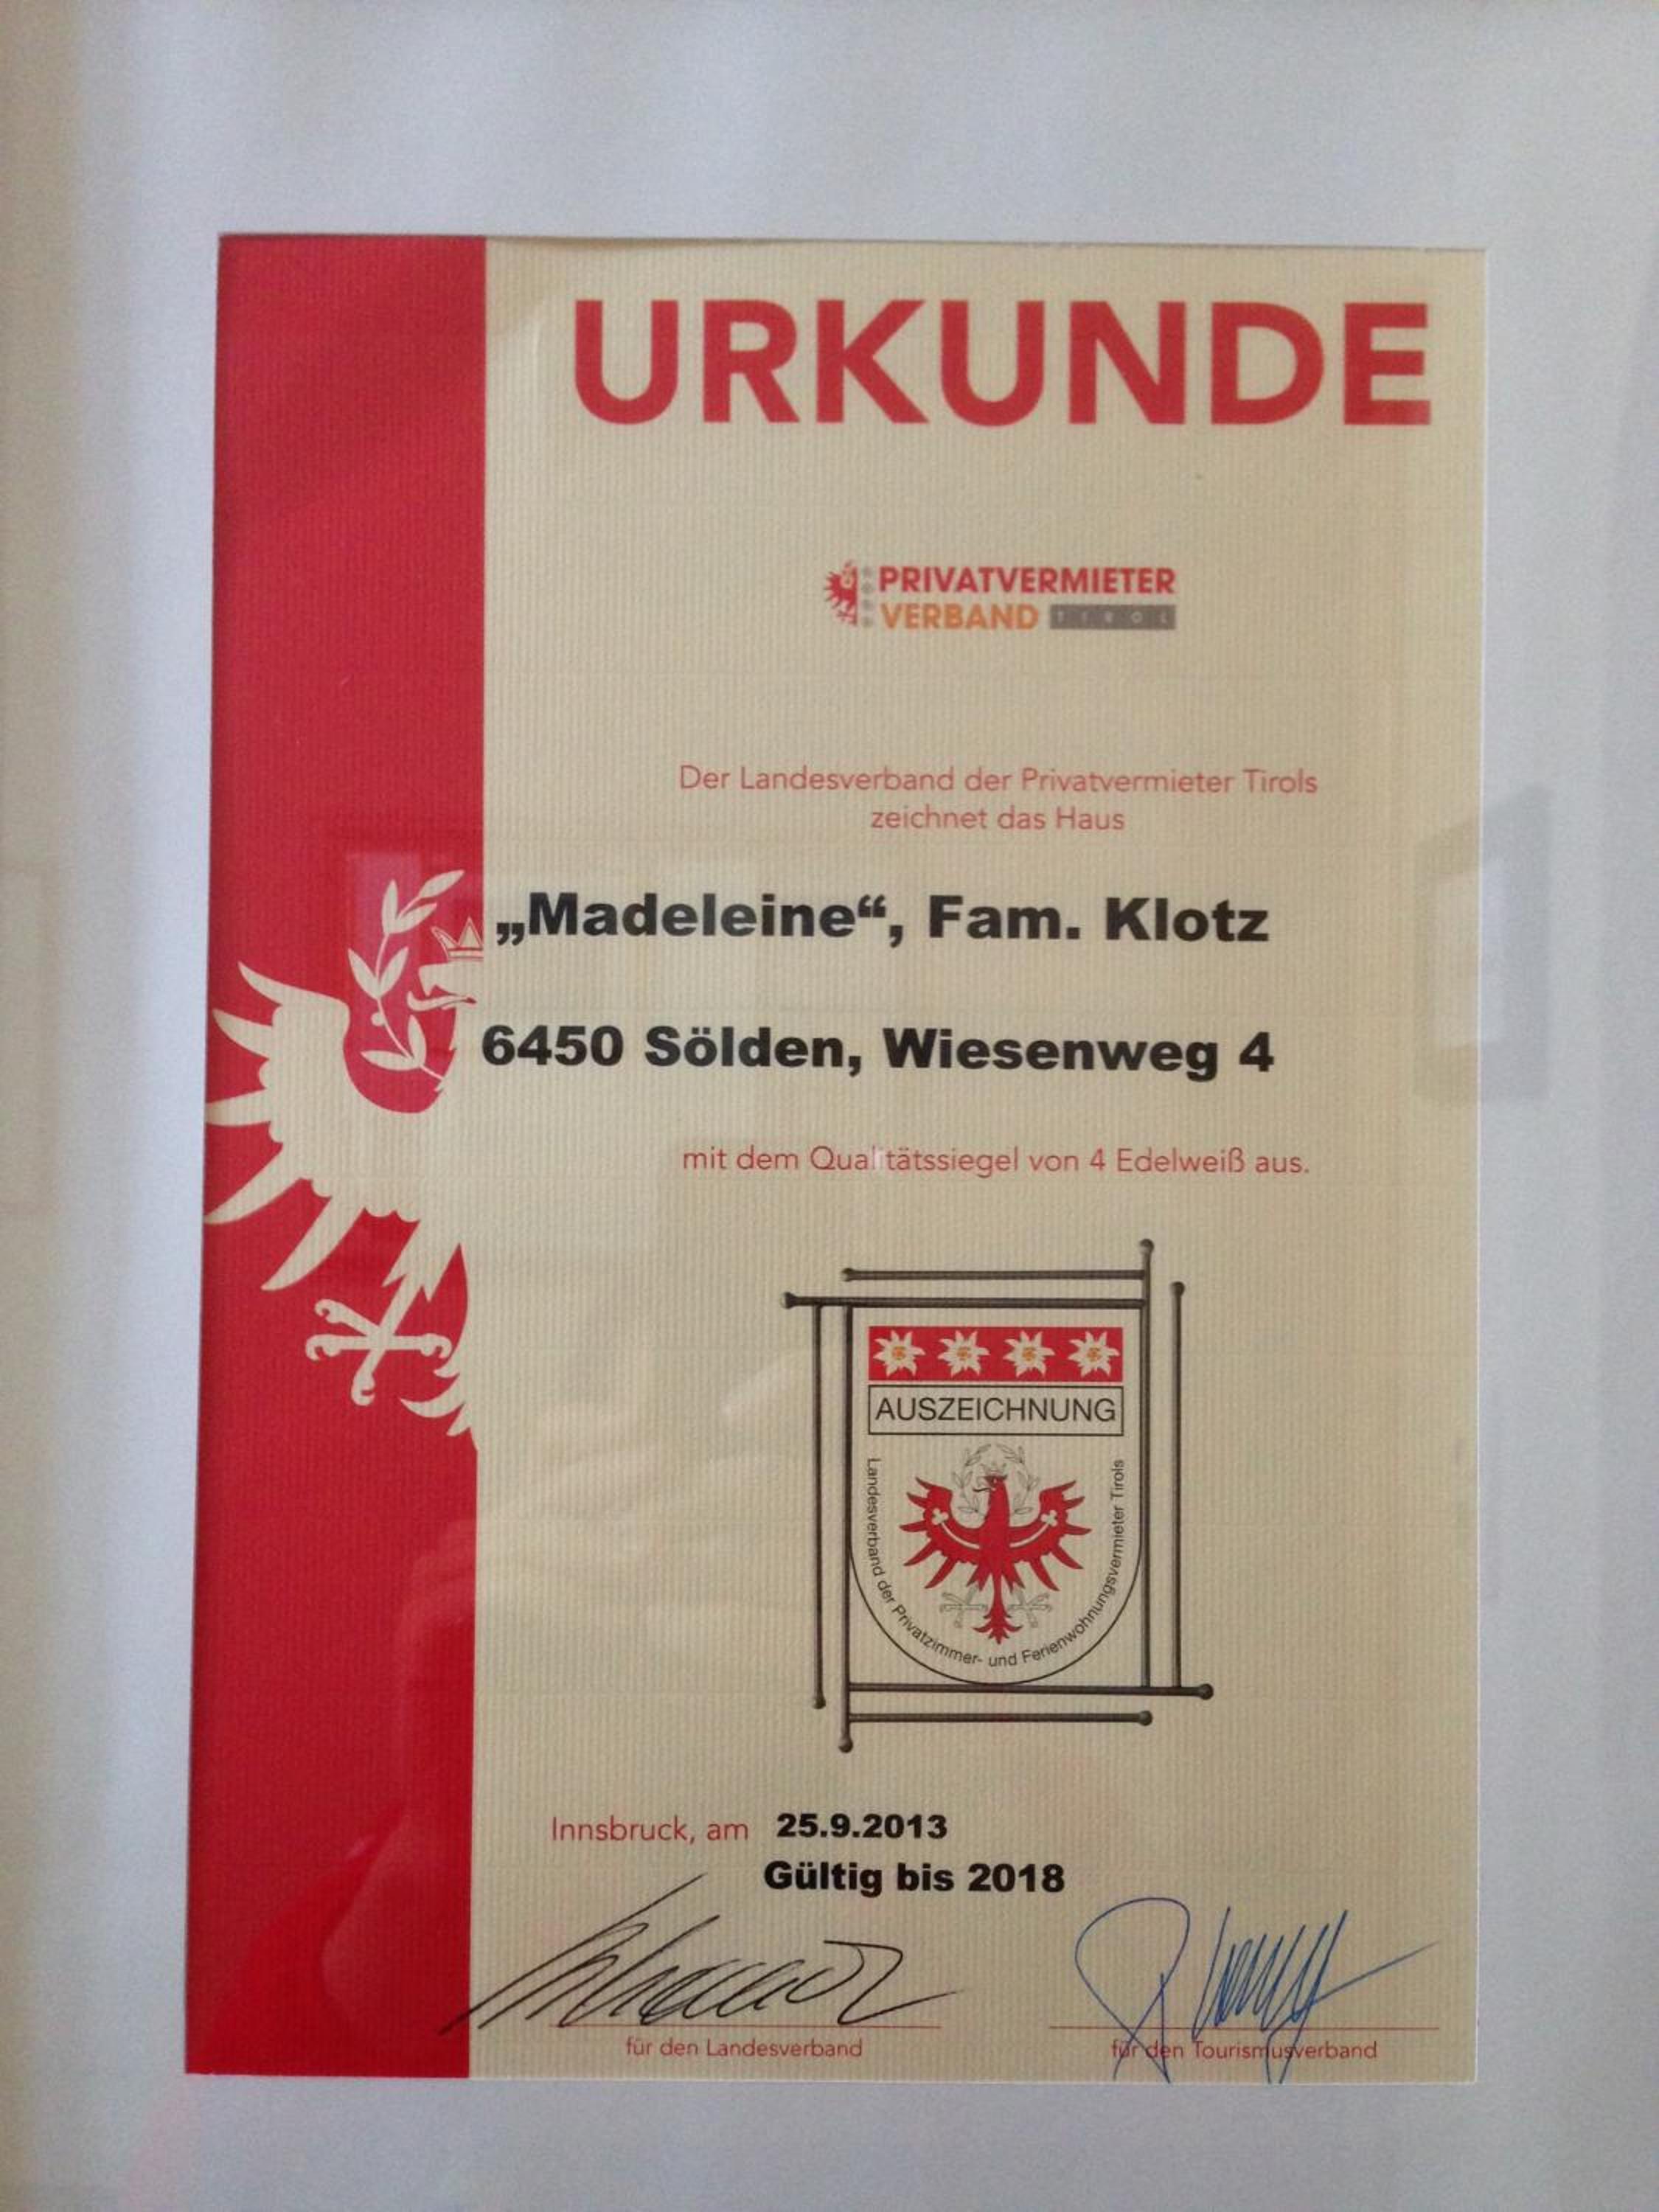 URKUNDE
PRIVATVERMIETER
VERBAND TIROL
Der Landesverband der Privatvermieter Tirols
zeichnet das Haus
„Madeleine“, Fam. Klotz
6450 Sölden, Wiesenweg 4
mit dem Qualitätssiegel von 4 Edelweiß aus.
AUSZEICHNUNG
Landesverband der Privatzimmer- und Ferienwohnungsvermieter Tirols
Innsbruck, am 25.9.2013
Gültig bis 2018
für den Landesverband
für den Tourismusverband